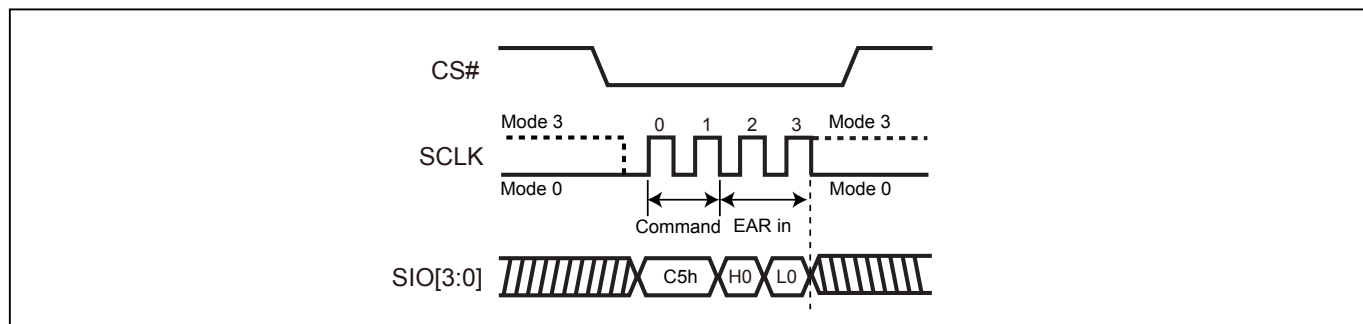 CS#
Mode 3 0 1 2 3 Mode 3
SCLK
Mode 0 Mode 0
Command EAR in
SIO[3:0] C5h H0 L0